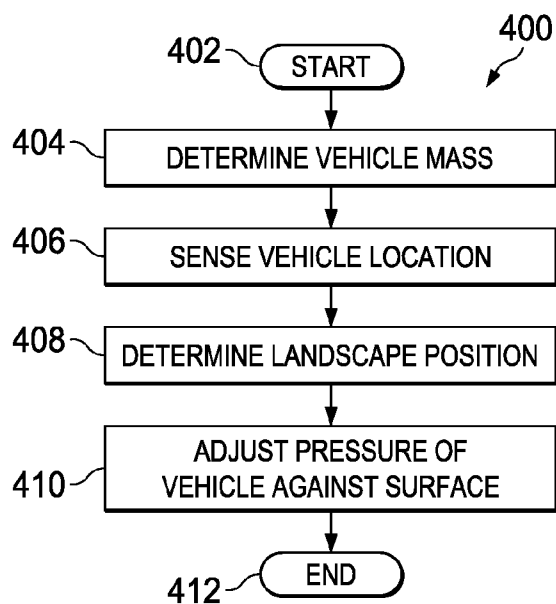 400
402
START
404
DETERMINE VEHICLE MASS
406
SENSE VEHICLE LOCATION
408
DETERMINE LANDSCAPE POSITION
410
ADJUST PRESSURE OF
VEHICLE AGAINST SURFACE
412
END